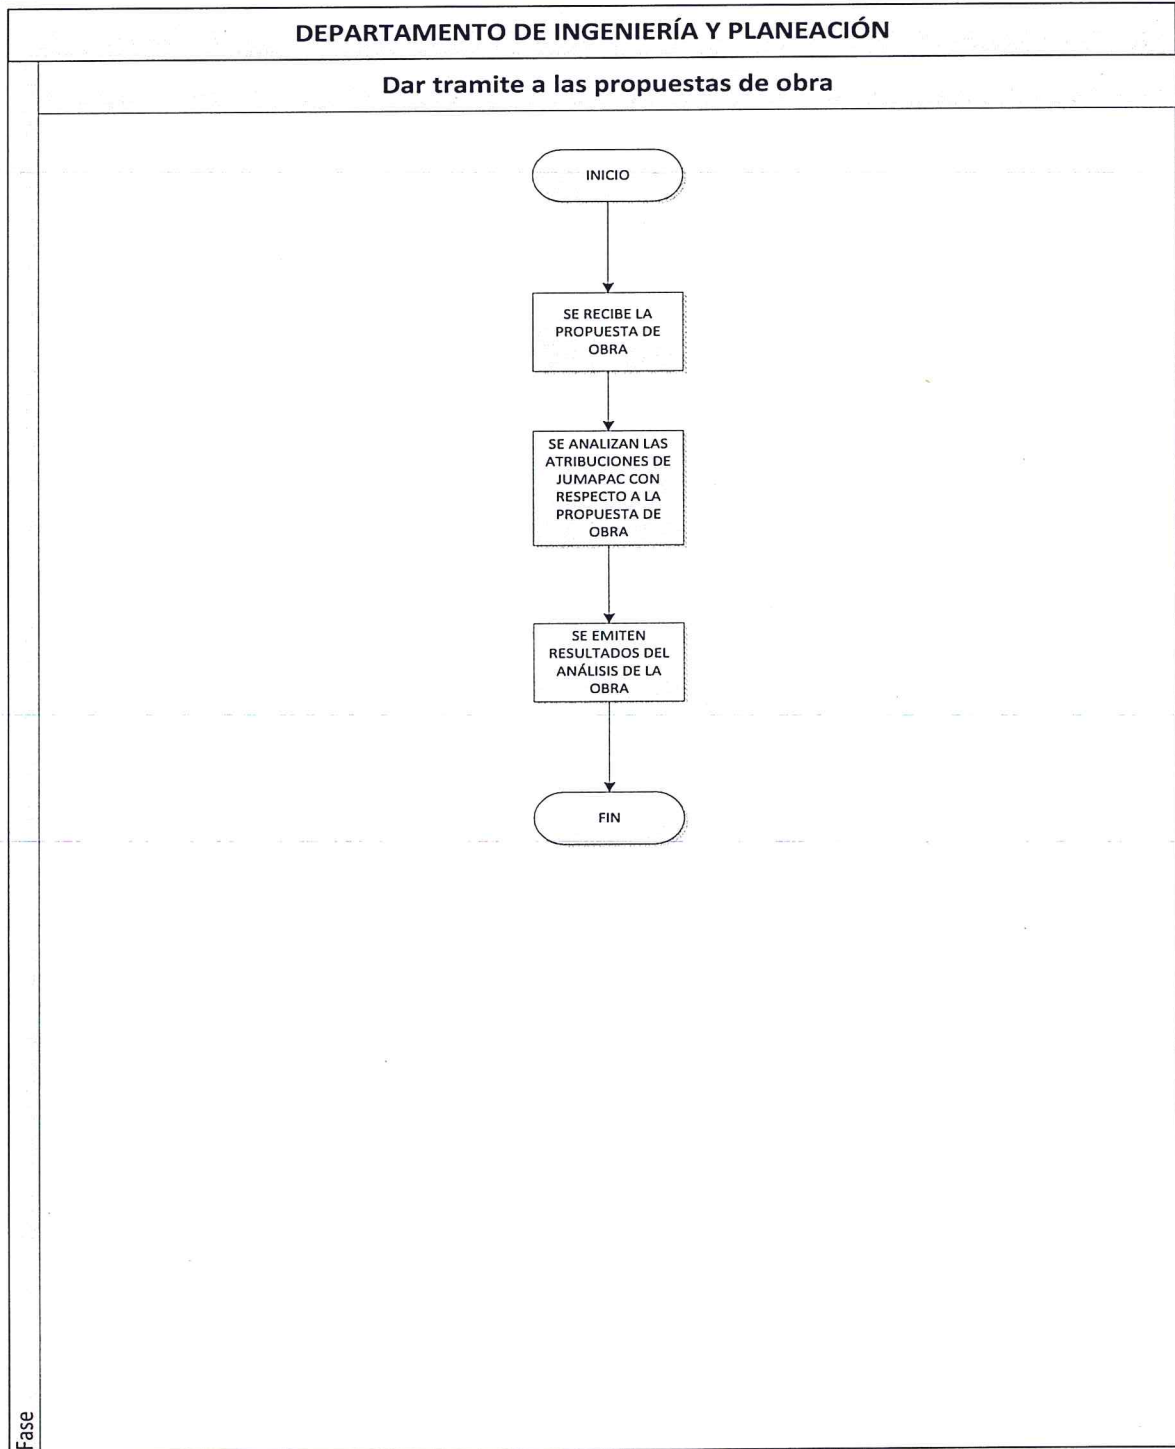 DEPARTAMENTO DE INGENIERÍA Y PLANEACIÓN
Dar tramite a las propuestas de obra
INICIO
SE RECIBE LA
PROPUESTA DE
OBRA
SE ANALIZAN LAS
ATRIBUCIONES DE
JUMAPAC CON
RESPECTO A LA
PROPUESTA DE
OBRA
SE EMITEN
RESULTADOS DEL
ANÁLISIS DE LA
OBRA
FIN
Fase